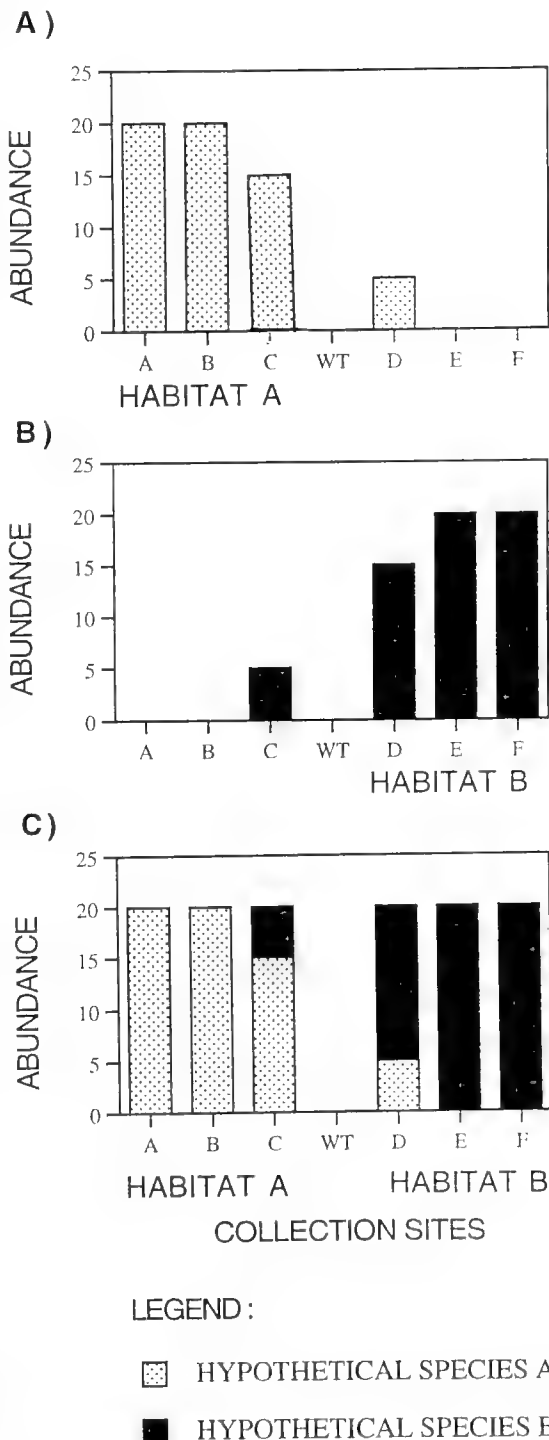 A)
ABUNDANCE
25
20
15
10
5
0
A B C WT D E F
HABITAT A
B)
ABUNDANCE
25
20
15
10
5
0
A B C WT D E F
HABITAT B
C)
ABUNDANCE
25
20
15
10
5
0
A B C WT D E F
HABITAT A HABITAT B
COLLECTION SITES
LEGEND:
HYPOTHETICAL SPECIES A
HYPOTHETICAL SPECIES